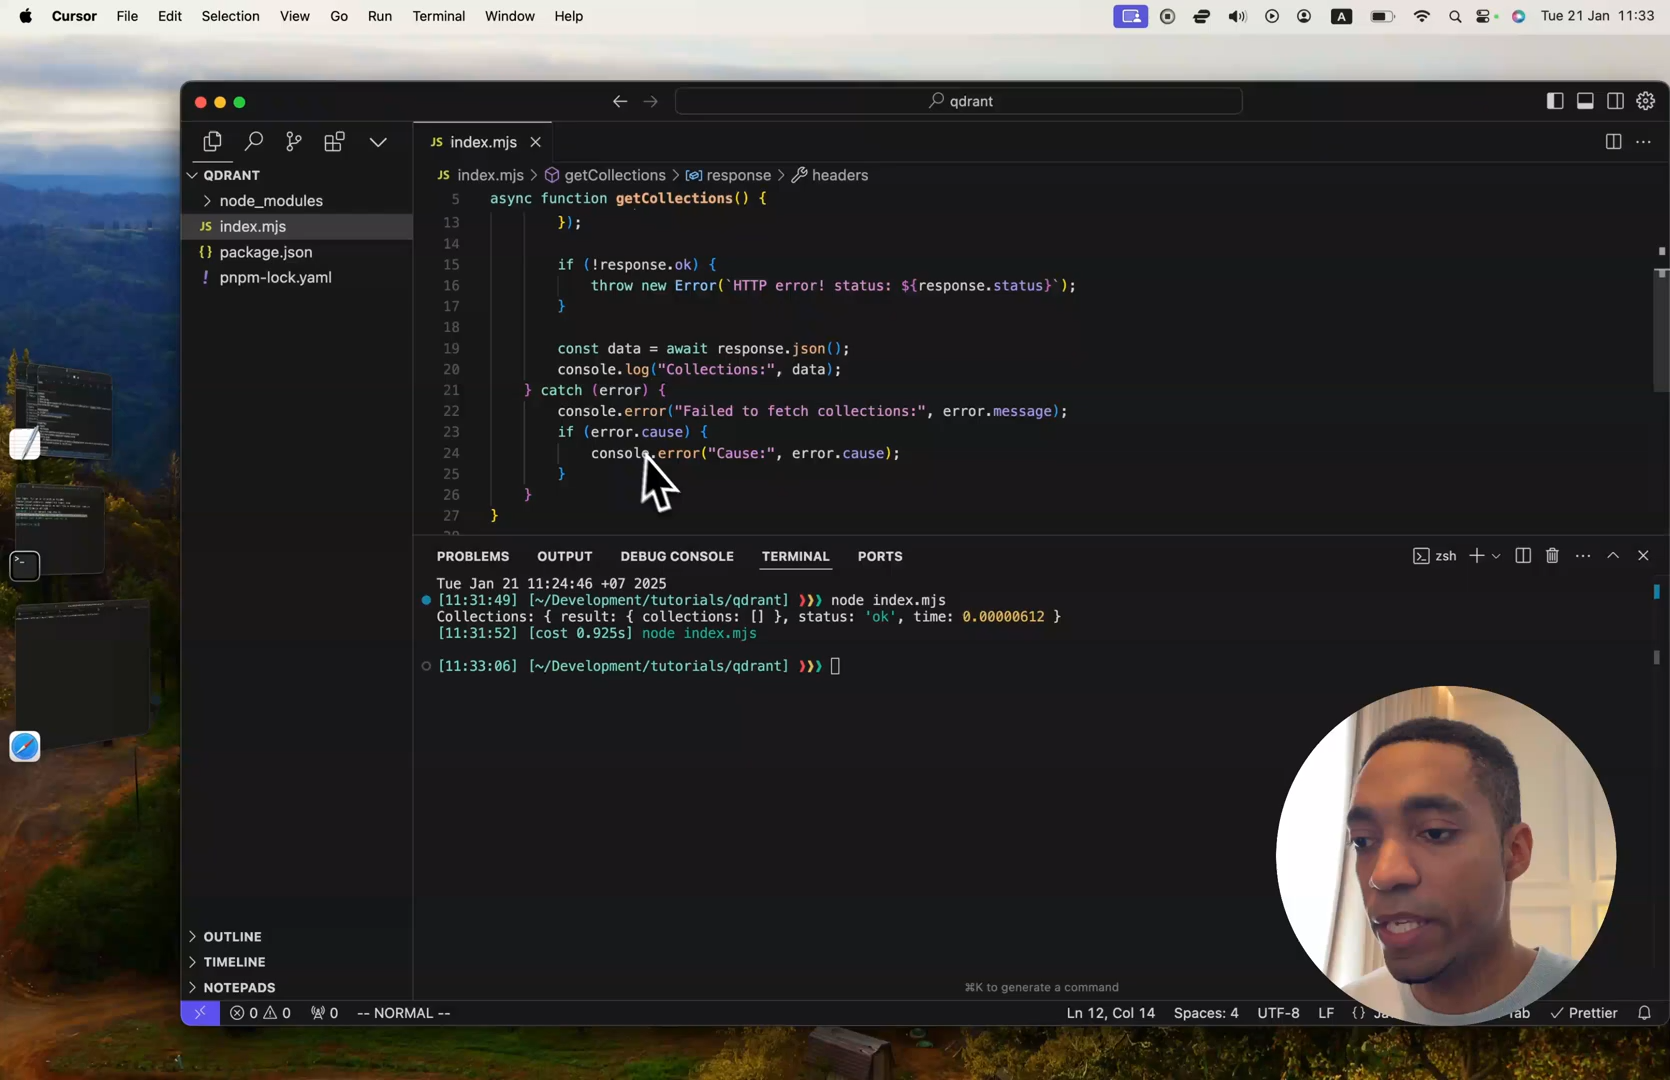 Cursor File Edit Selection View Go Run Terminal Window Help
A
Tue 21 Jan 11:33
qdrant
JS index.mjs
JS index.mjs > getCollections > response > headers
QDRANT
node_modules
JS index.mjs
{} package.json
! pnpm-lock.yaml
5 async function getCollections() {
13 });
14
15 if (!response.ok) {
16 throw new Error(`HTTP error! status: ${response.status}`);
17 }
18
19 const data = await response.json();
20 console.log("Collections:", data);
21 } catch (error) {
22 console.error("Failed to fetch collections:", error.message);
23 if (error.cause) {
24 console.error("Cause:", error.cause);
25 }
26 }
27 }
PROBLEMS OUTPUT DEBUG CONSOLE TERMINAL PORTS
zsh
Tue Jan 21 11:24:46 +07 2025
[11:31:49] [~/Development/tutorials/qdrant] ❯❯❯ node index.mjs
Collections: { result: { collections: [] }, status: 'ok', time: 0.00000612 }
[11:31:52] [cost 0.925s] node index.mjs
[11:33:06] [~/Development/tutorials/qdrant] ❯❯❯
OUTLINE
TIMELINE
NOTEPADS
⌘K to generate a command
0 0 0 -- NORMAL --
Ln 12, Col 14 Spaces: 4 UTF-8 LF {} Tab Prettier